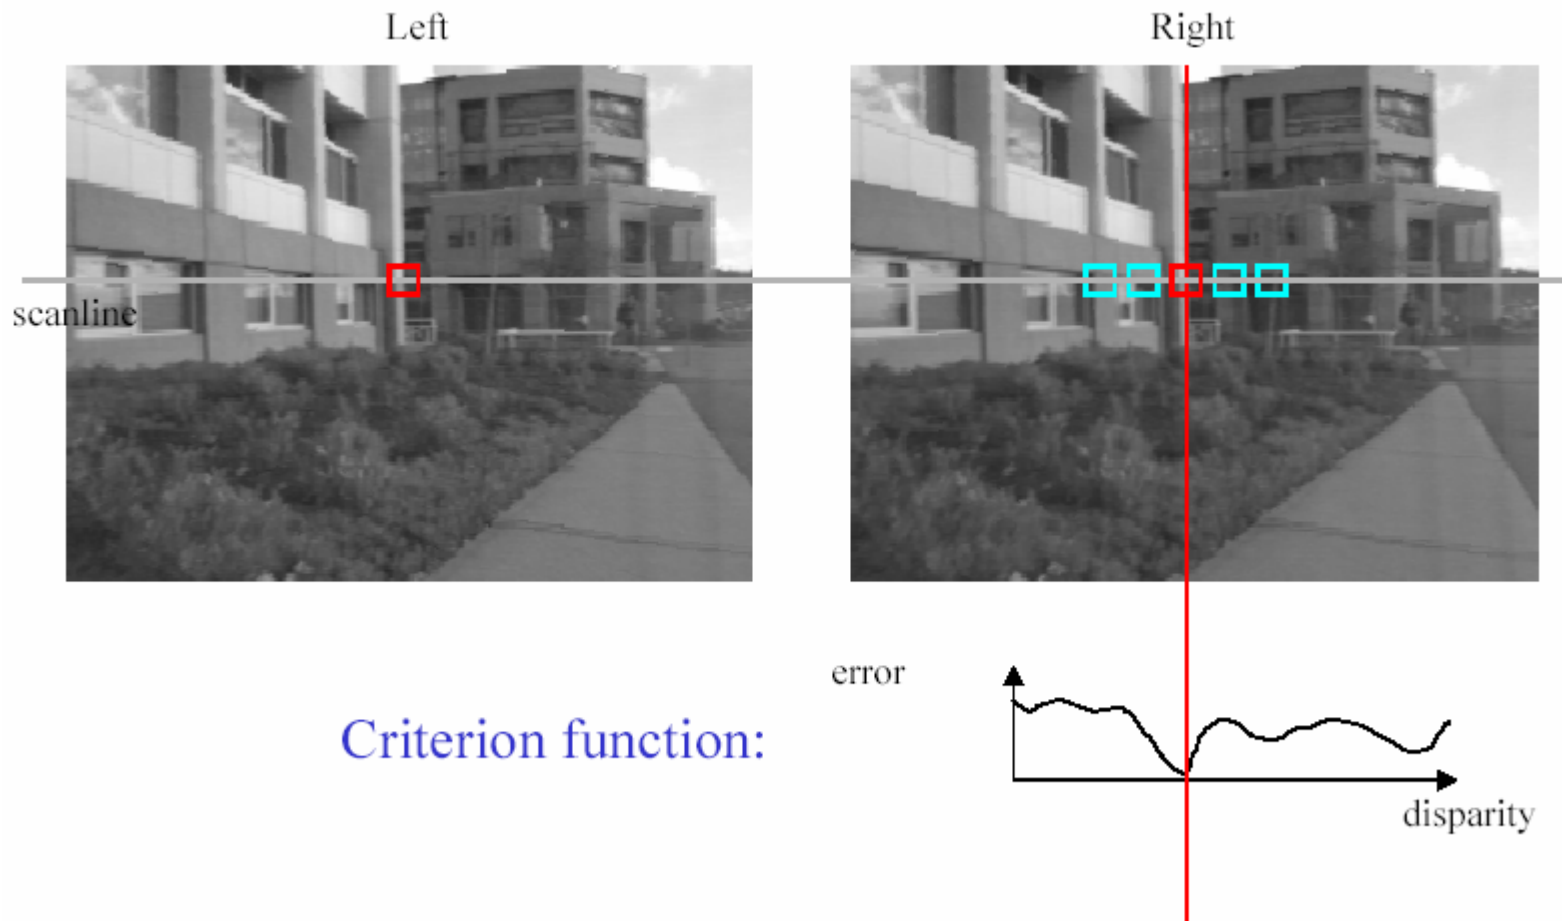 Left
Right
scanline
error
Criterion function:
disparity